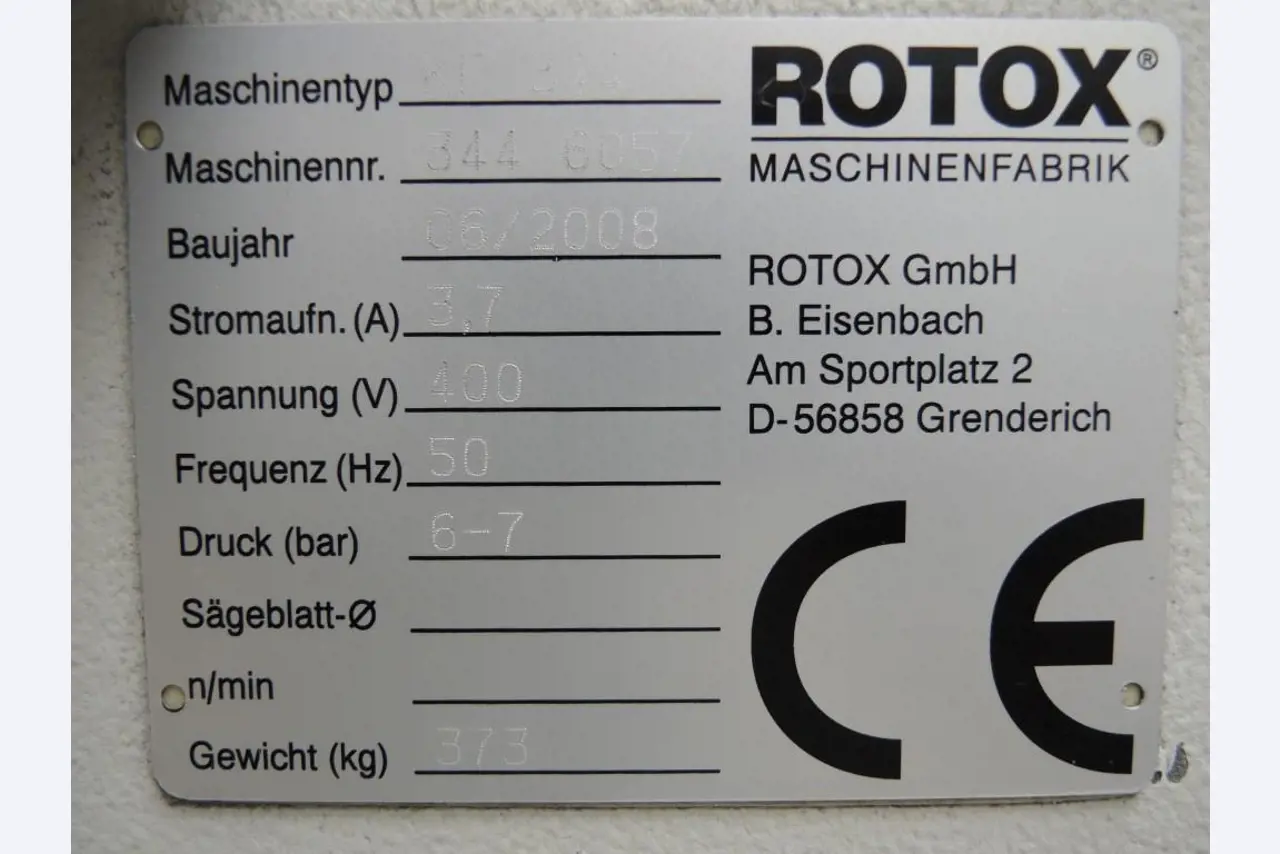 Maschinentyp
Maschinennr. 344 6057
Baujahr 06/2008
Stromaufn. (A) 3,7
Spannung (V) 400
Frequenz (Hz) 50
Druck (bar) 6-7
Sägeblatt-Ø
n/min
Gewicht (kg) 373
ROTOX®
MASCHINENFABRIK
ROTOX GmbH
B. Eisenbach
Am Sportplatz 2
D-56858 Grenderich
CE